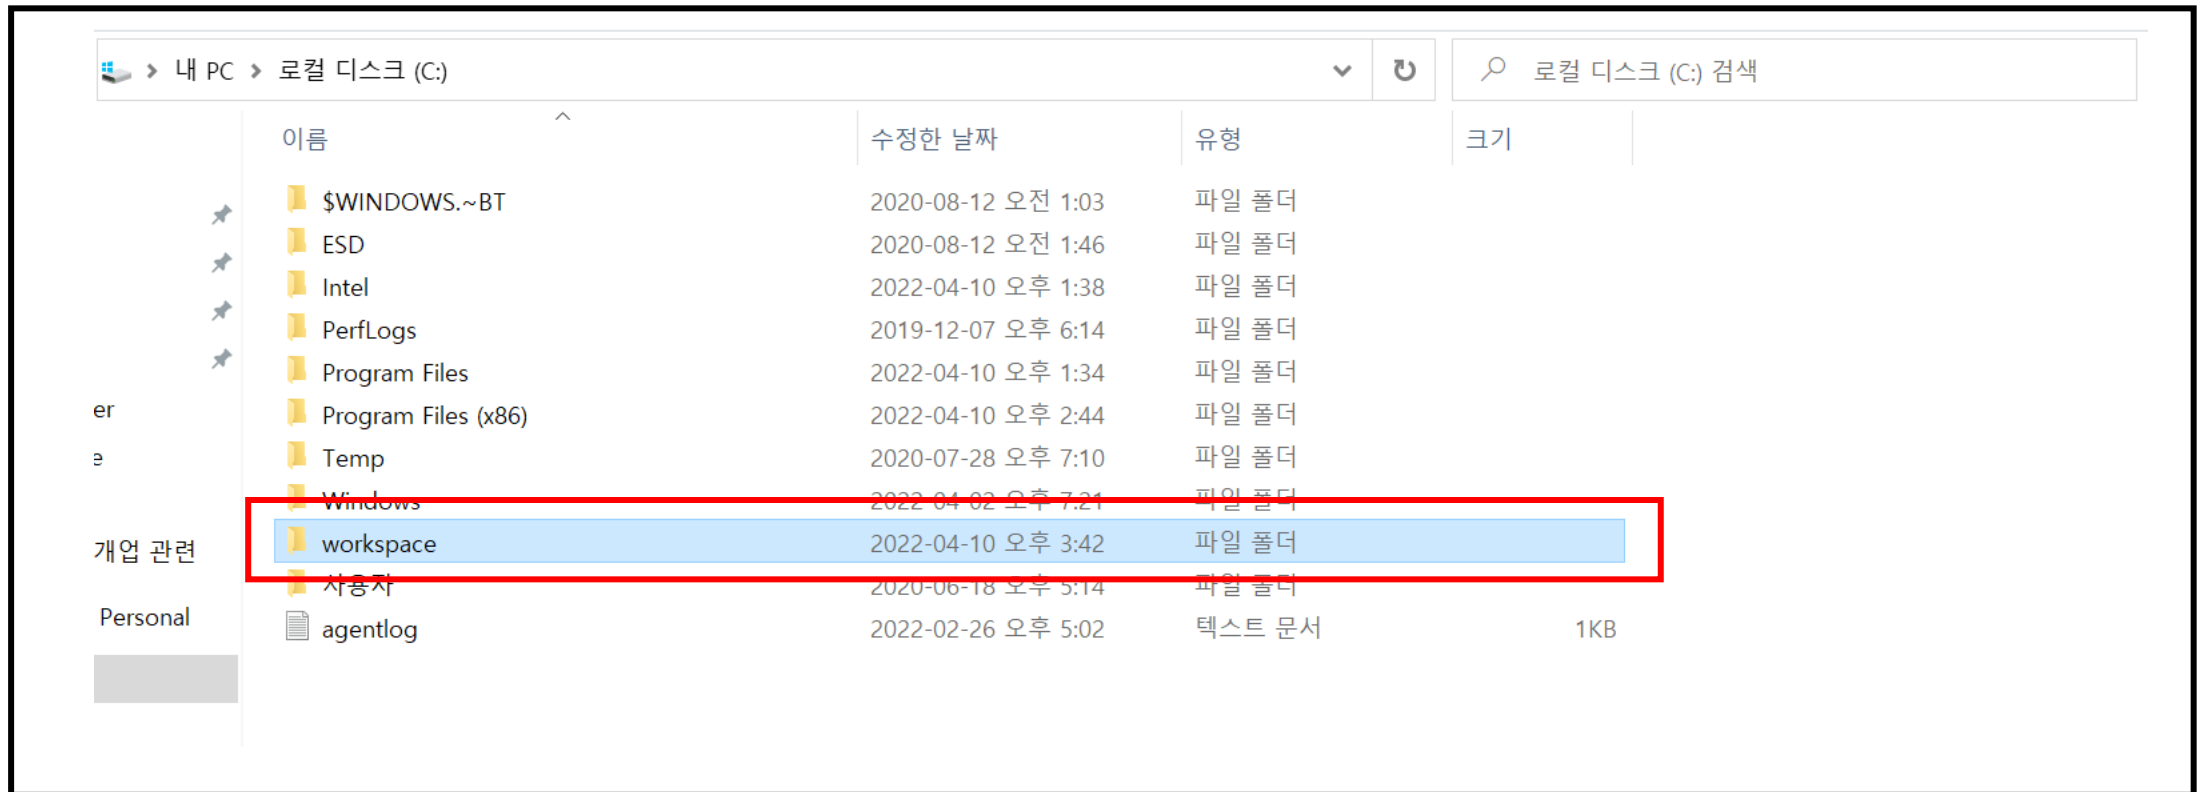 내 PC > 로컬 디스크 (C:)
로컬 디스크 (C:) 검색
이름 수정한 날짜 유형 크기
$WINDOWS.~BT 2020-08-12 오전 1:03 파일 폴더
ESD 2020-08-12 오전 1:46 파일 폴더
Intel 2022-04-10 오후 1:38 파일 폴더
PerfLogs 2019-12-07 오후 6:14 파일 폴더
Program Files 2022-04-10 오후 1:34 파일 폴더
er
Program Files (x86) 2022-04-10 오후 2:44 파일 폴더
e
Temp 2020-07-28 오후 7:10 파일 폴더
Windows 2022-04-02 오후 7:21 파일 폴더
개업 관련
workspace 2022-04-10 오후 3:42 파일 폴더
사용자 2020-06-18 오후 5:14 파일 폴더
Personal
agentlog 2022-02-26 오후 5:02 텍스트 문서 1KB